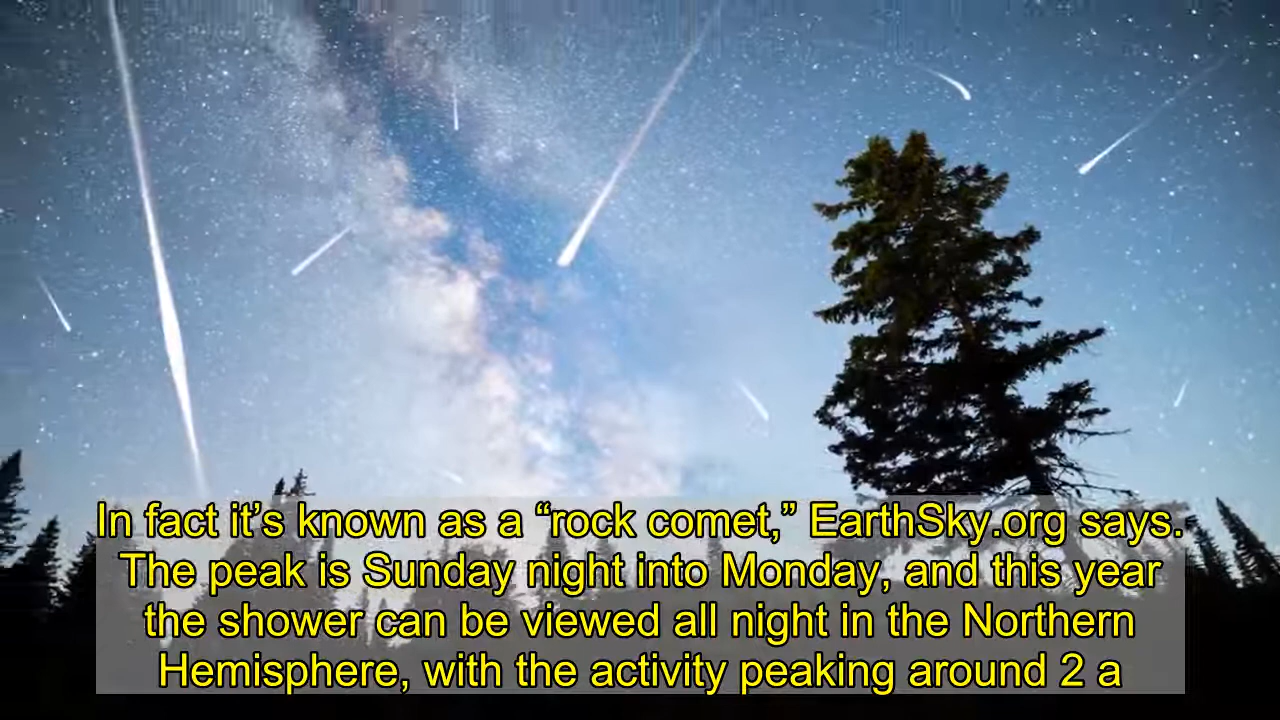 In fact it’s known as a “rock comet,” EarthSky.org says.
The peak is Sunday night into Monday, and this year
the shower can be viewed all night in the Northern
Hemisphere, with the activity peaking around 2 a